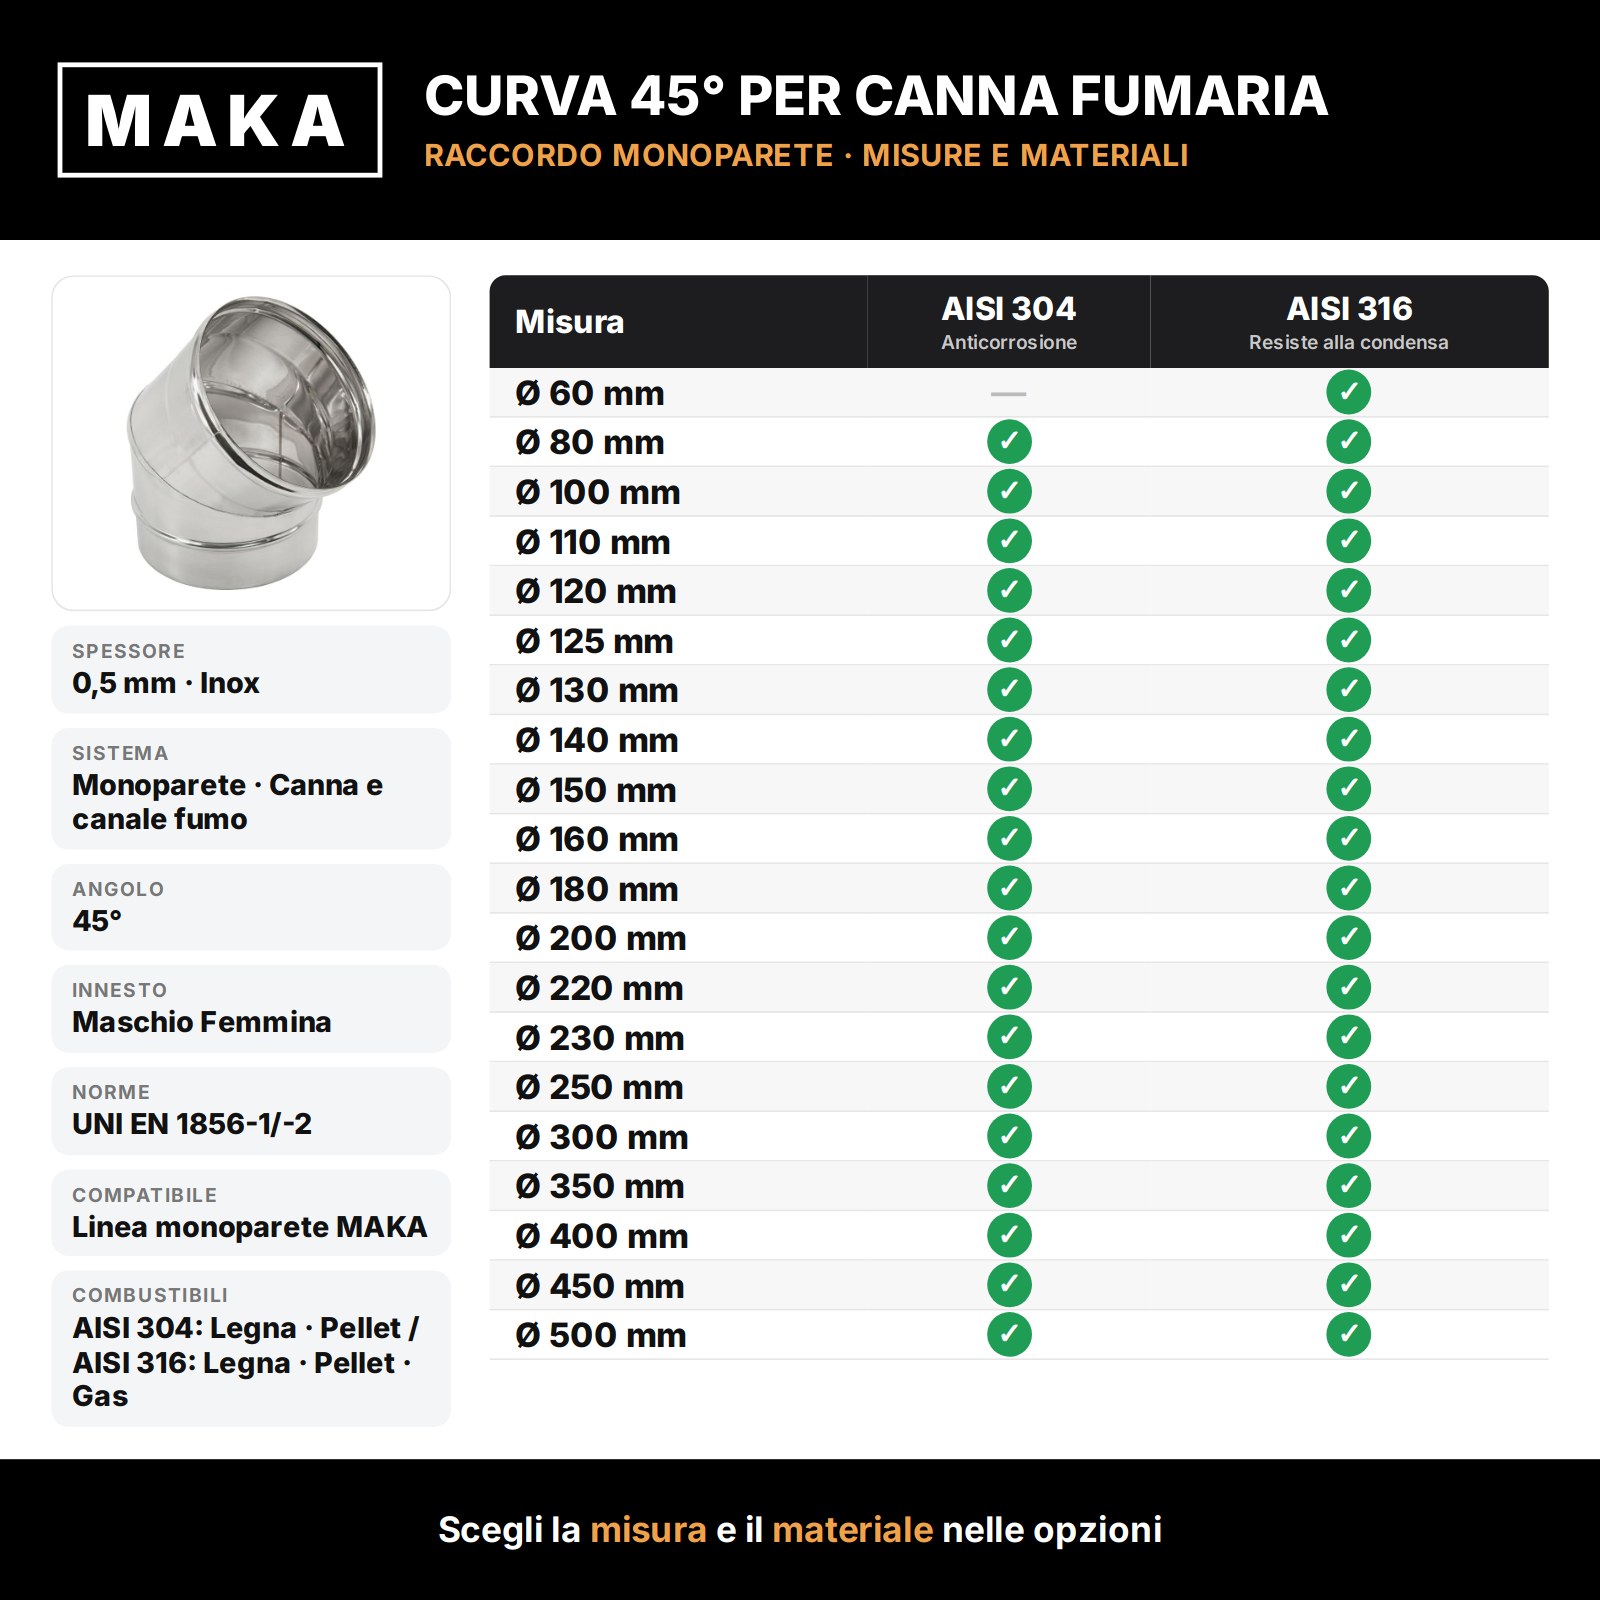 MAKA
CURVA 45° PER CANNA FUMARIA
RACCORDO MONOPARETE · MISURE E MATERIALI
SPESSORE
0,5 mm · Inox
SISTEMA
Monoparete · Canna e
canale fumo
ANGOLO
45°
INNESTO
Maschio Femmina
NORME
UNI EN 1856-1/-2
COMPATIBILE
Linea monoparete MAKA
COMBUSTIBILI
AISI 304: Legna · Pellet /
AISI 316: Legna · Pellet ·
Gas
Misura AISI 304 AISI 316
Anticorrosione Resiste alla condensa
Ø 60 mm — ✓
Ø 80 mm ✓ ✓
Ø 100 mm ✓ ✓
Ø 110 mm ✓ ✓
Ø 120 mm ✓ ✓
Ø 125 mm ✓ ✓
Ø 130 mm ✓ ✓
Ø 140 mm ✓ ✓
Ø 150 mm ✓ ✓
Ø 160 mm ✓ ✓
Ø 180 mm ✓ ✓
Ø 200 mm ✓ ✓
Ø 220 mm ✓ ✓
Ø 230 mm ✓ ✓
Ø 250 mm ✓ ✓
Ø 300 mm ✓ ✓
Ø 350 mm ✓ ✓
Ø 400 mm ✓ ✓
Ø 450 mm ✓ ✓
Ø 500 mm ✓ ✓
Scegli la misura e il materiale nelle opzioni